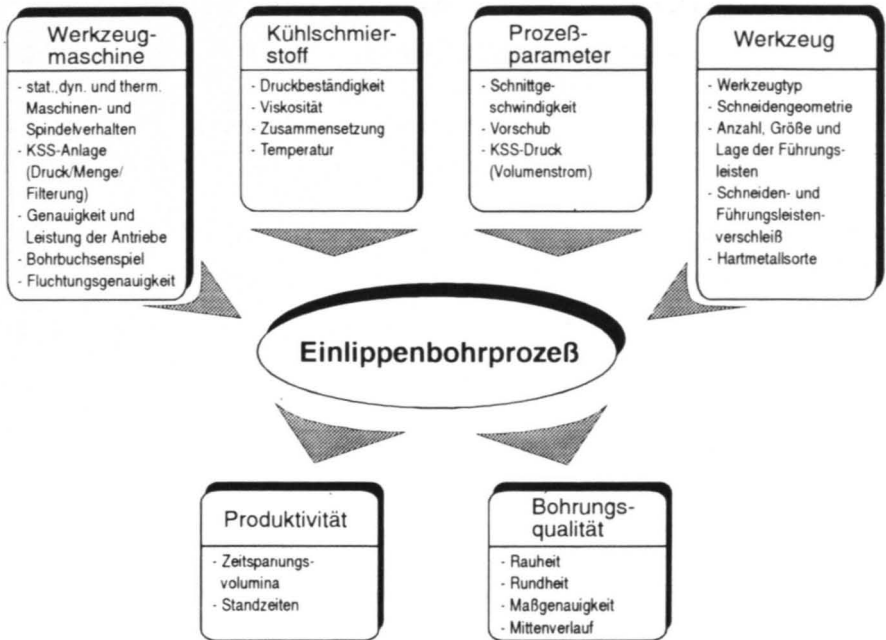 Werkzeug-
maschine
- stat.,dyn. und therm.
Maschinen- und
Spindelverhalten
- KSS-Anlage
(Druck/Menge/
Filterung)
- Genauigkeit und
Leistung der Antriebe
- Bohrbuchsenspiel
- Fluchtungsgenauigkeit
Kühlschmier-
stoff
- Druckbeständigkeit
- Viskosität
- Zusammensetzung
- Temperatur
Prozeß-
parameter
- Schnittge-
schwindigkeit
- Vorschub
- KSS-Druck
(Volumenstrom)
Werkzeug
- Werkzeugtyp
- Schneidengeometrie
- Anzahl, Größe und
Lage der Führungs-
leisten
- Schneiden- und
Führungsleisten-
verschleiß
- Hartmetallsorte
Einlippenbohrprozeß
Produktivität
- Zeitspanungs-
volumina
- Standzeiten
Bohrungs-
qualität
- Rauheit
- Rundheit
- Maßgenauigkeit
- Mittenverlauf